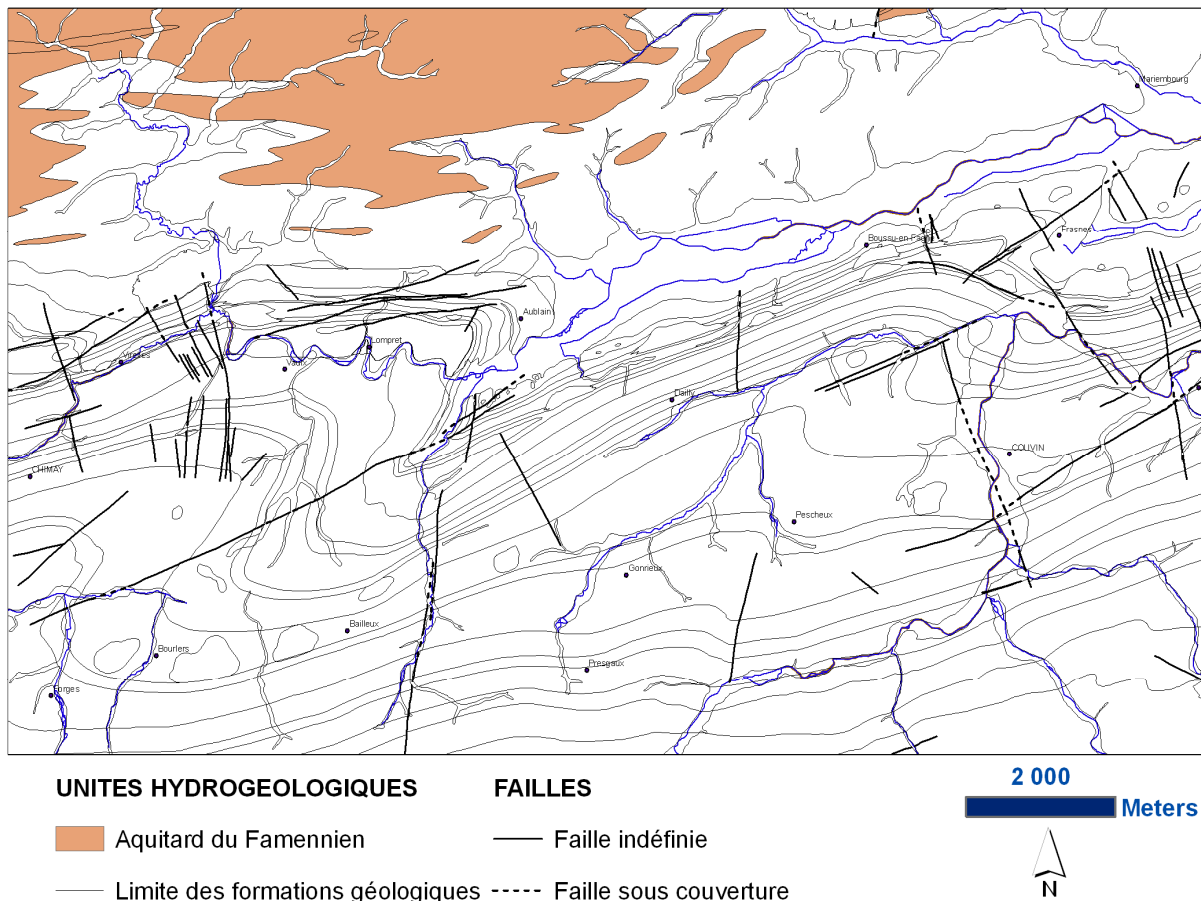 Mariembourg
Frasnes
Boussu-en-Fagne
Aublain
Lompret
Vaulx
Virelles
Dailly
CHIMAY
COUVIN
Pescheux
Gonrieux
Bailleux
Bourlers
Presgaux
Forges
UNITES HYDROGEOLOGIQUES
FAILLES
2 000
Meters
Aquitard du Famennien
Faille indéfinie
Limite des formations géologiques
Faille sous couverture
N